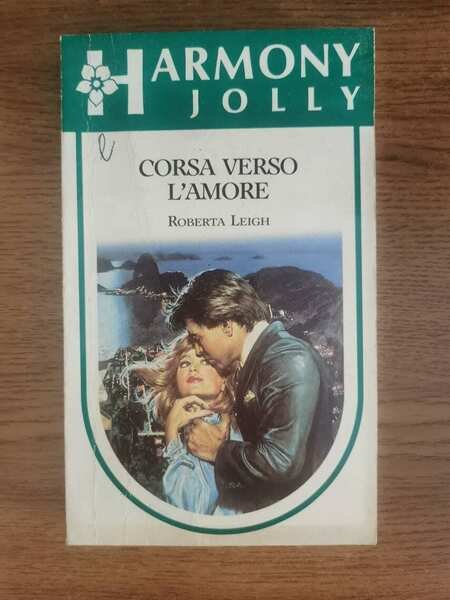 HARMONY
JOLLY
CORSA VERSO
L'AMORE
ROBERTA LEIGH
e